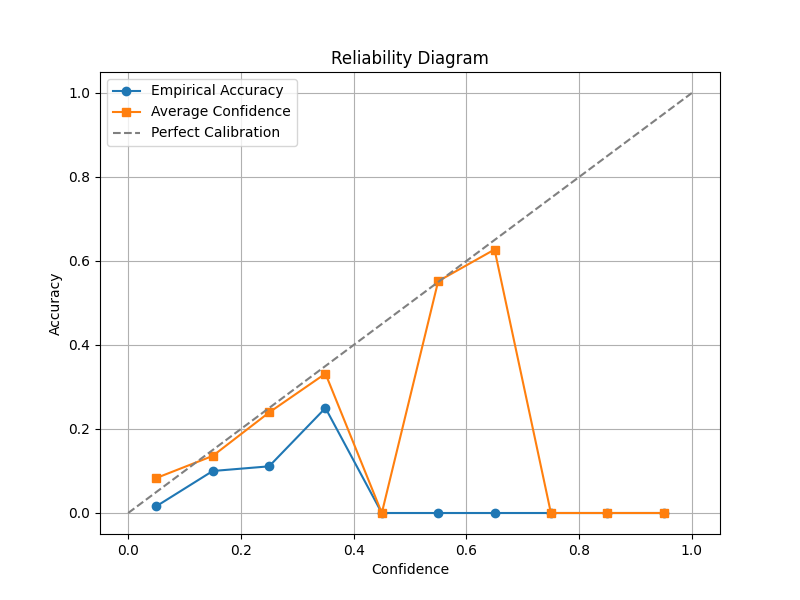 Reliability Diagram
Empirical Accuracy
Average Confidence
Perfect Calibration
Accuracy
1.0
0.8
0.6
0.4
0.2
0.0
0.0 0.2 0.4 0.6 0.8 1.0
Confidence